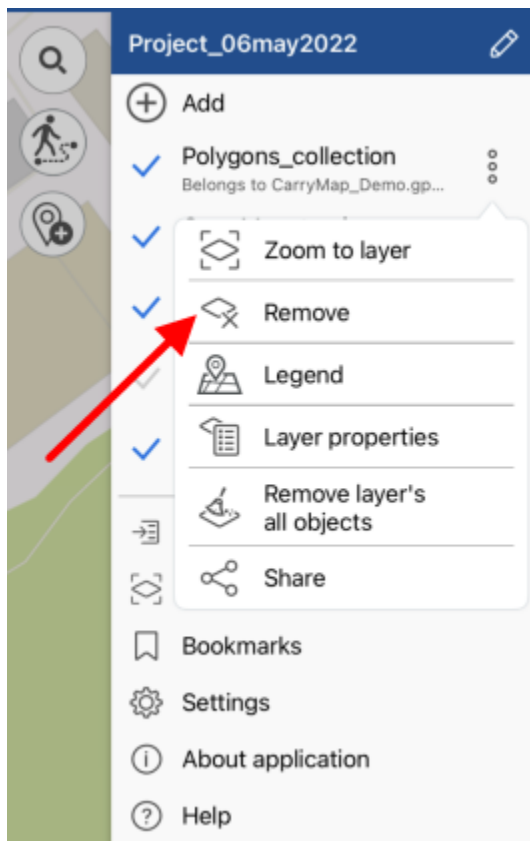 Project_06may2022
Add
Polygons_collection
Belongs to CarryMap_Demo.gp...
Zoom to layer
Remove
Legend
Layer properties
Remove layer's
all objects
Share
Bookmarks
Settings
About application
Help